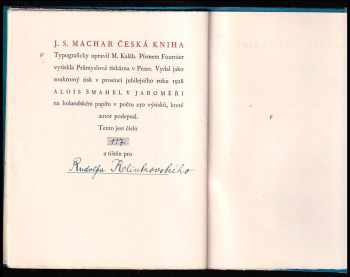 J. S. MACHAR ČESKÁ KNIHA
Typograficky upravil M. Kaláb. Písmem Fournier
vytiskla Průmyslová tiskárna v Praze. Vydal jako
soukromý tisk v prosinci jubilejního roku 1928
ALOIS ŠMAHEL V JAROMĚŘI
na holandském papíře v počtu 250 výtisků, které
autor podepsal.
Tento jest číslo
a tištěn pro
Rudolfa